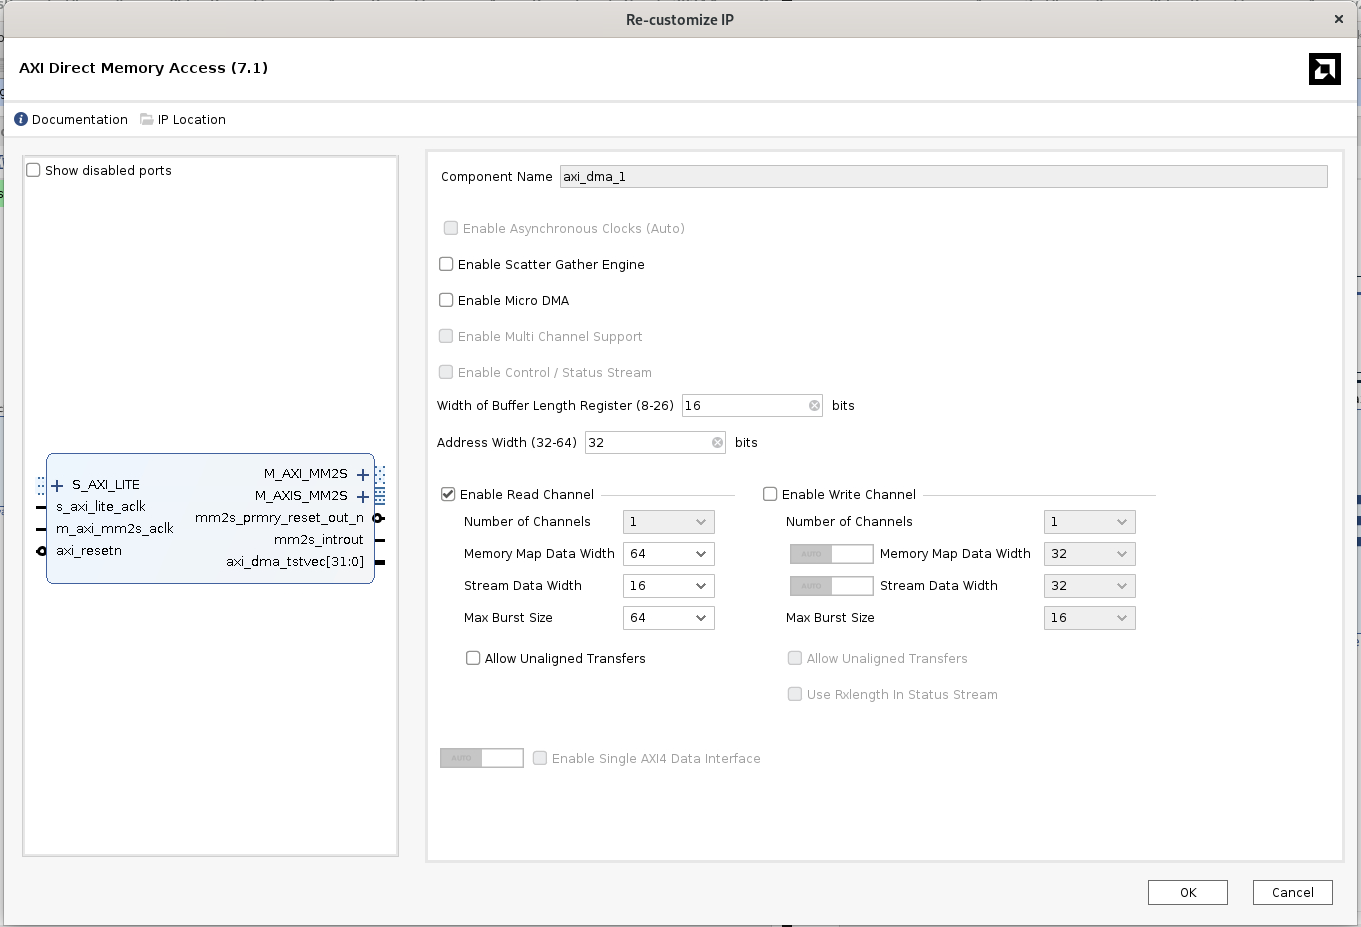 Re-customize IP
AXI Direct Memory Access (7.1)
Documentation IP Location
Show disabled ports
S_AXI_LITE
s_axi_lite_aclk
m_axi_mm2s_aclk
axi_resetn
M_AXI_MM2S
M_AXIS_MM2S
mm2s_prmry_reset_out_n
mm2s_introut
axi_dma_tstvec[31:0]
Component Name axi_dma_1
Enable Asynchronous Clocks (Auto)
Enable Scatter Gather Engine
Enable Micro DMA
Enable Multi Channel Support
Enable Control / Status Stream
Width of Buffer Length Register (8-26) 16 bits
Address Width (32-64) 32 bits
Enable Read Channel
Number of Channels 1
Memory Map Data Width 64
Stream Data Width 16
Max Burst Size 64
Allow Unaligned Transfers
Enable Write Channel
Number of Channels 1
AUTO Memory Map Data Width 32
AUTO Stream Data Width 32
Max Burst Size 16
Allow Unaligned Transfers
Use Rxlength In Status Stream
AUTO Enable Single AXI4 Data Interface
OK Cancel